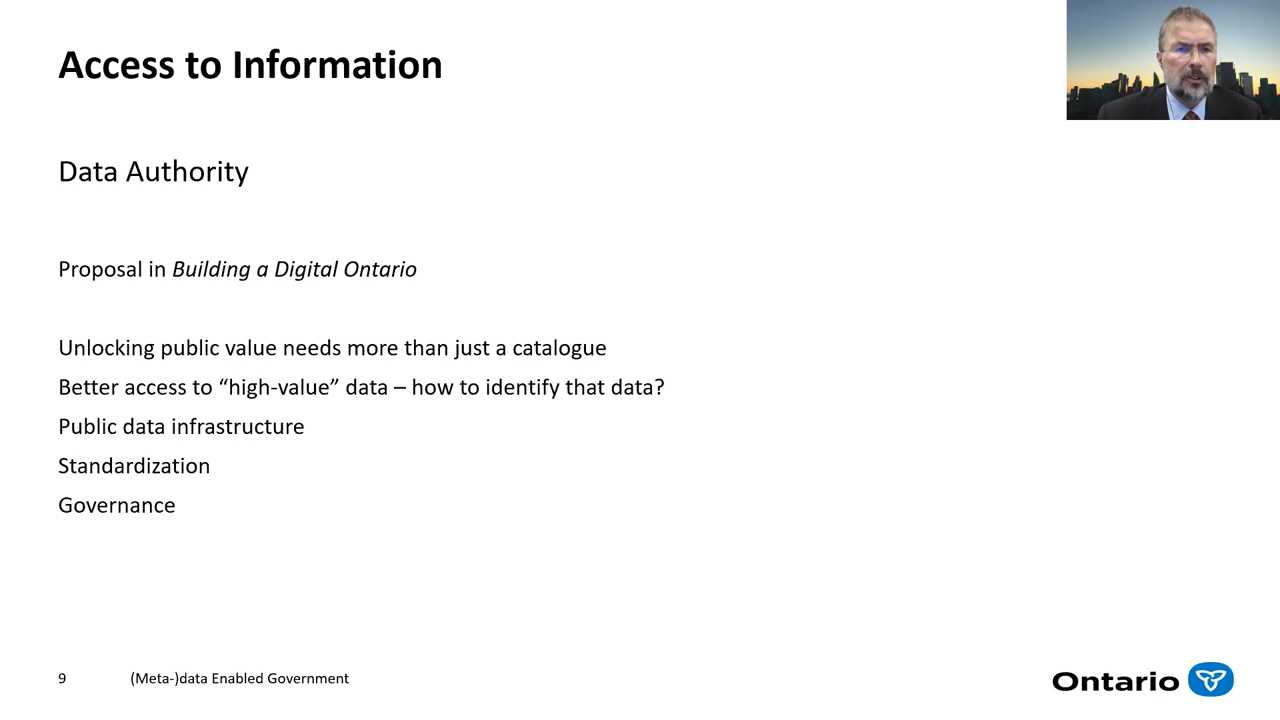 Access to Information
Data Authority
Proposal in Building a Digital Ontario
Unlocking public value needs more than just a catalogue
Better access to “high-value” data – how to identify that data?
Public data infrastructure
Standardization
Governance
9 (Meta-)data Enabled Government
Ontario